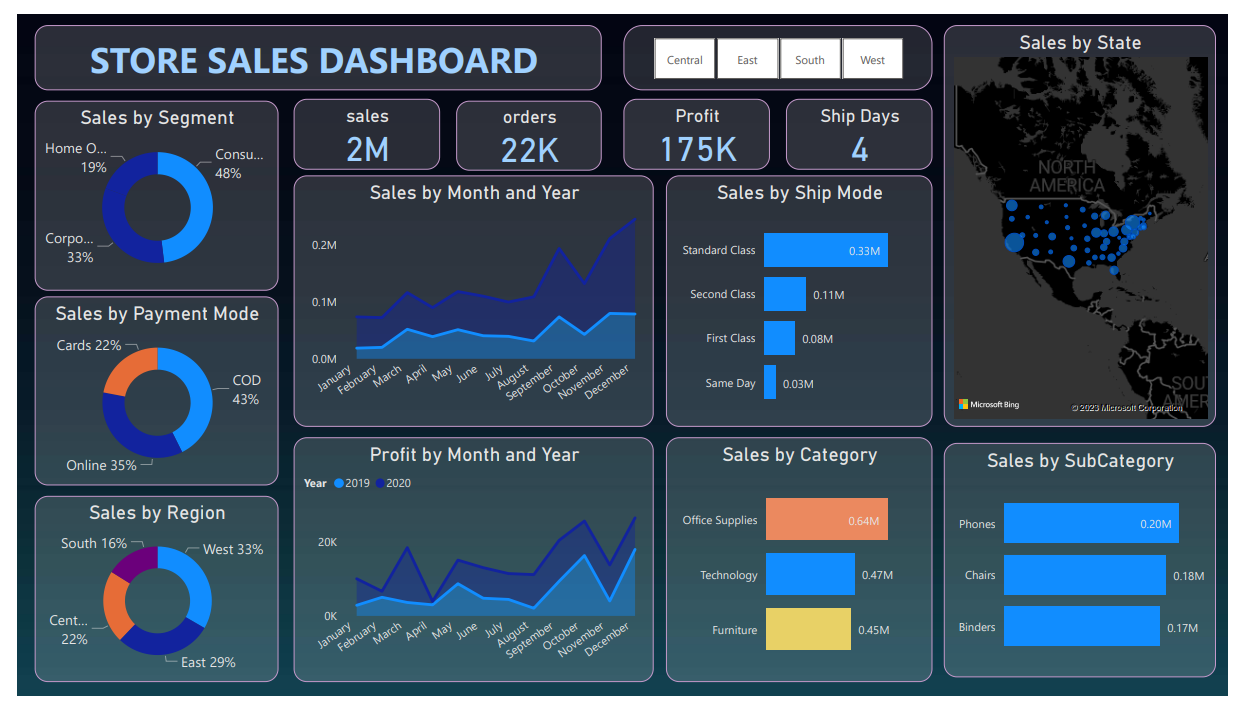 STORE SALES DASHBOARD
Central
East
South
West
Sales by State
Sales by Segment
Home O...
19%
Consu...
48%
Corpo...
33%
sales
2M
orders
22K
Profit
175K
Ship Days
4
Sales by Month and Year
0.2M
0.1M
0.0M
January
February
March
April
May
June
July
August
September
October
November
December
Sales by Ship Mode
Standard Class
0.33M
Second Class
0.11M
First Class
0.08M
Same Day
0.03M
NORTH
AMERICA
SOU
AMER
Microsoft Bing
© 2023 Microsoft Corporation
Sales by Payment Mode
Cards 22%
COD
43%
Online 35%
Profit by Month and Year
Year 2019 2020
20K
0K
January
February
March
April
May
June
July
August
September
October
November
December
Sales by Category
Office Supplies
0.64M
Technology
0.47M
Furniture
0.45M
Sales by SubCategory
Phones
0.20M
Chairs
0.18M
Binders
0.17M
Sales by Region
South 16%
West 33%
Cent...
22%
East 29%